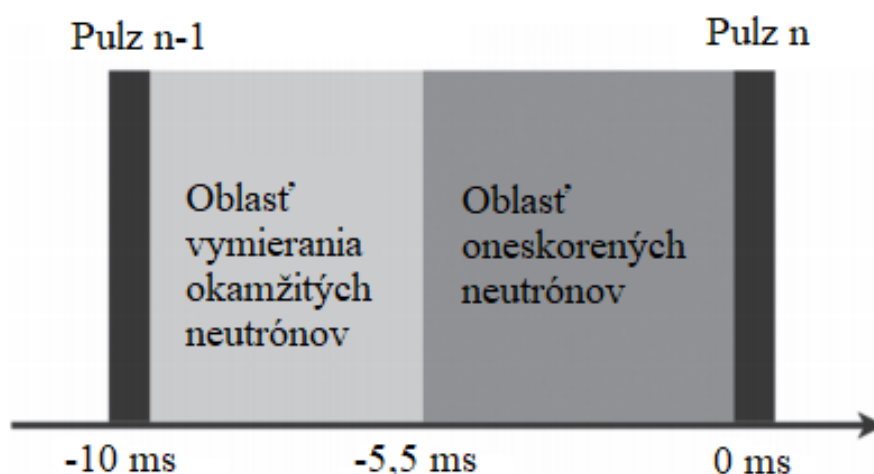 Pulz n-1
Pulz n
Oblasť
vymierania
okamžitých
neutrónov
Oblasť
oneskorených
neutrónov
-10 ms
-5,5 ms
0 ms